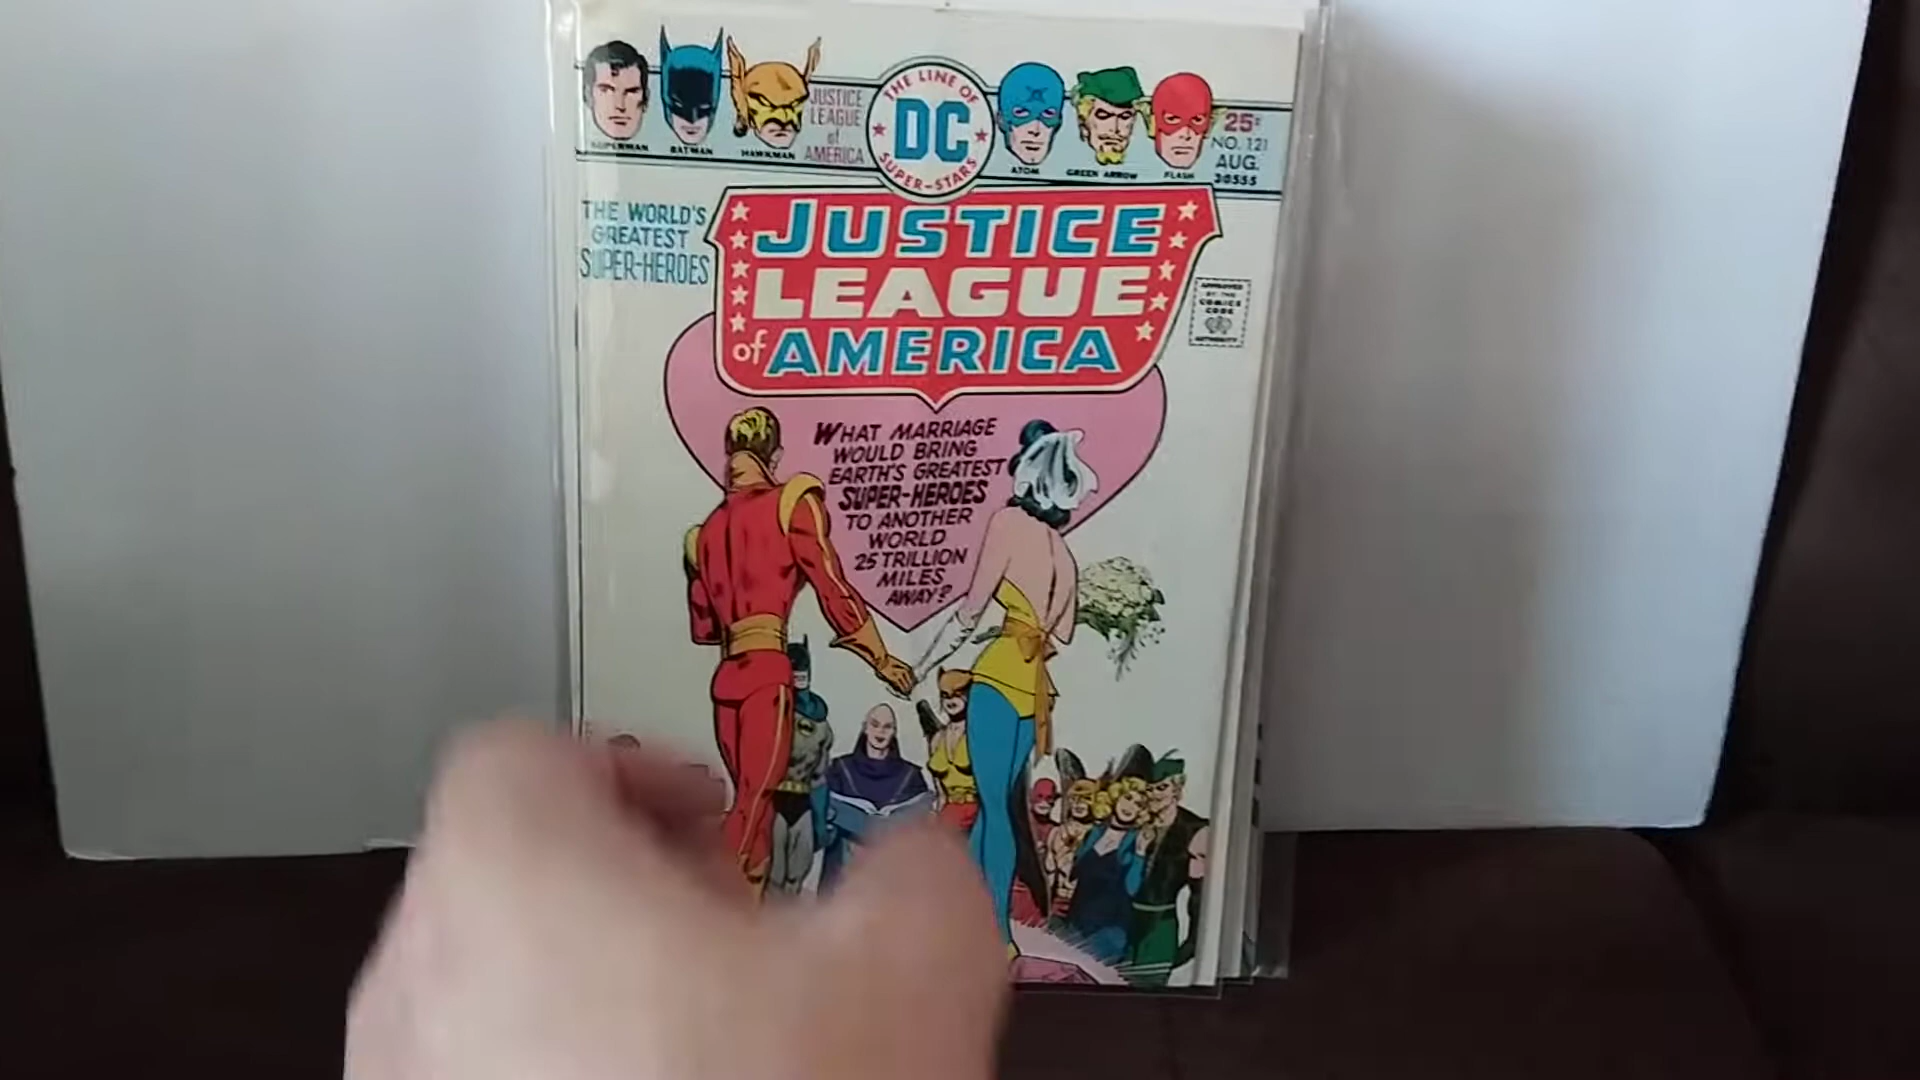 SUPERMAN
BATMAN
HAWKMAN
JUSTICE
LEAGUE
of
AMERICA
THE LINE OF
DC
SUPER-STARS
ATOM
GREEN ARROW
FLASH
25¢
NO. 121
AUG.
30555
THE WORLD'S
GREATEST
SUPER-HEROES
JUSTICE
LEAGUE
of AMERICA
APPROVED
BY THE
COMICS
CODE
AUTHORITY
WHAT MARRIAGE
WOULD BRING
EARTH'S GREATEST
SUPER-HEROES
TO ANOTHER
WORLD
25 TRILLION
MILES
AWAY?